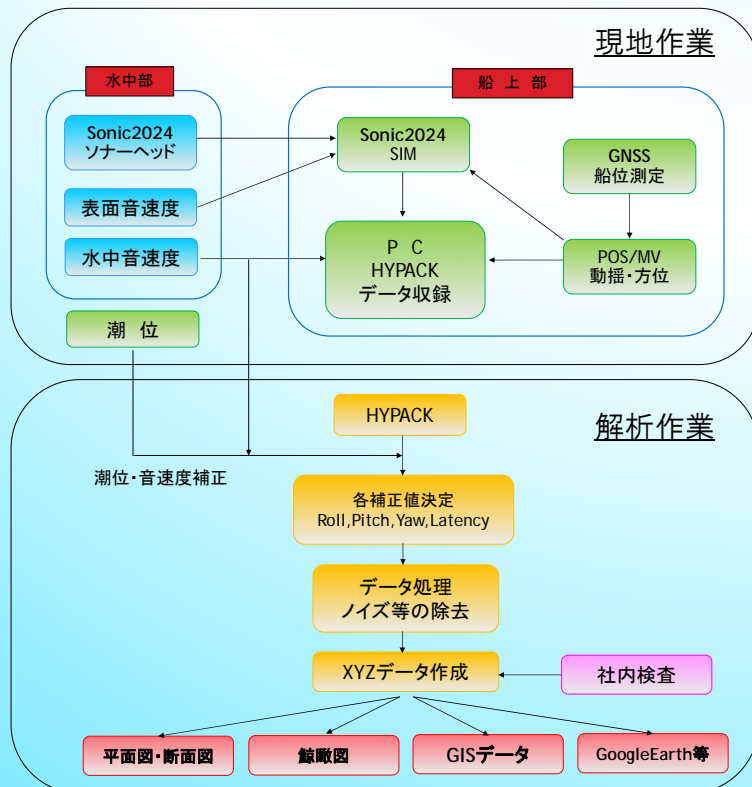 現地作業
水中部
船 上 部
Sonic2024
ソナーヘッド
表面音速度
水中音速度
潮 位
Sonic2024
SIM
GNSS
船位測定
P C
HYPACK
データ収録
POS/MV
動揺・方位
解析作業
HYPACK
潮位・音速度補正
各補正値決定
Roll,Pitch,Yaw,Latency
データ処理
ノイズ等の除去
XYZデータ作成
社内検査
平面図・断面図
鯨瞰図
GISデータ
GoogleEarth等